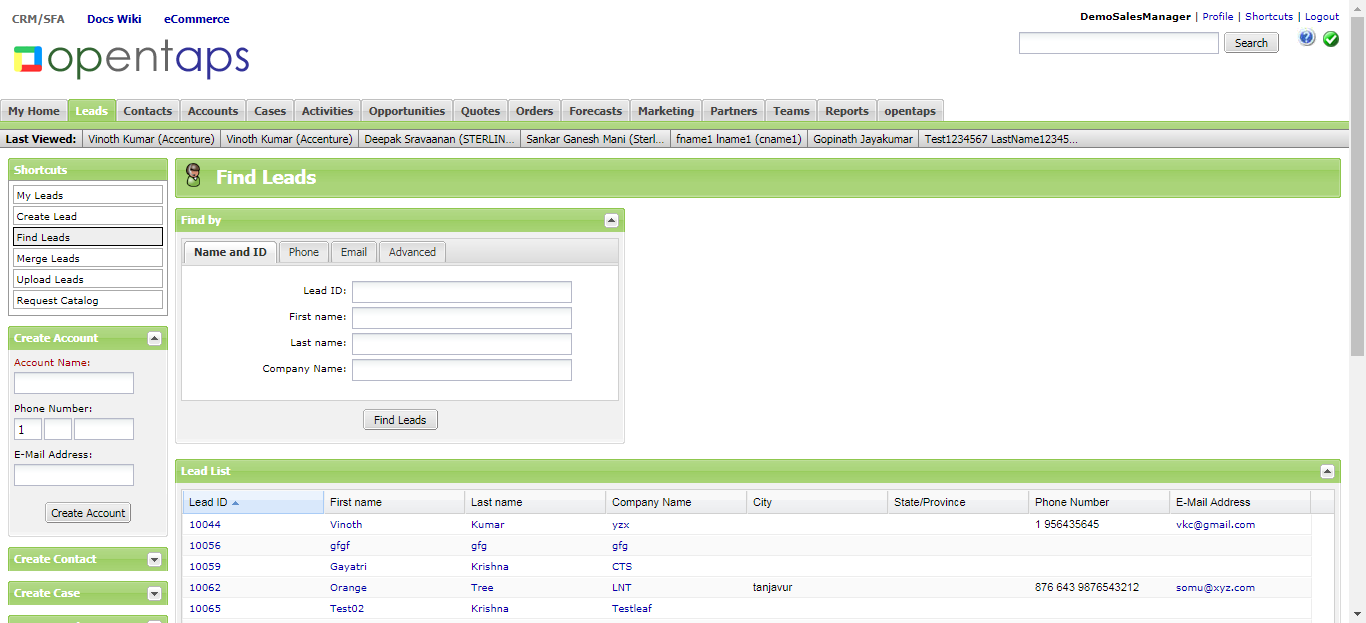 CRM/SFA Docs Wiki eCommerce
DemoSalesManager | Profile | Shortcuts | Logout
opentaps
Search
My Home Leads Contacts Accounts Cases Activities Opportunities Quotes Orders Forecasts Marketing Partners Teams Reports opentaps
Last Viewed: Vinoth Kumar (Accenture) Vinoth Kumar (Accenture) Deepak Sravaanan (STERLIN... Sankar Ganesh Mani (Sterl... fname1 lname1 (cname1) Gopinath Jayakumar Test1234567 LastName12345...
Shortcuts
My Leads
Create Lead
Find Leads
Merge Leads
Upload Leads
Request Catalog
Create Account
Account Name:
Phone Number:
1
E-Mail Address:
Create Account
Create Contact
Create Case
Find Leads
Find by
Name and ID Phone Email Advanced
Lead ID:
First name:
Last name:
Company Name:
Find Leads
Lead List
Lead ID First name Last name Company Name City State/Province Phone Number E-Mail Address
10044 Vinoth Kumar yzx 1 956435645 vkc@gmail.com
10056 gfgf gfg gfg
10059 Gayatri Krishna CTS
10062 Orange Tree LNT tanjavur 876 643 9876543212 somu@xyz.com
10065 Test02 Krishna Testleaf